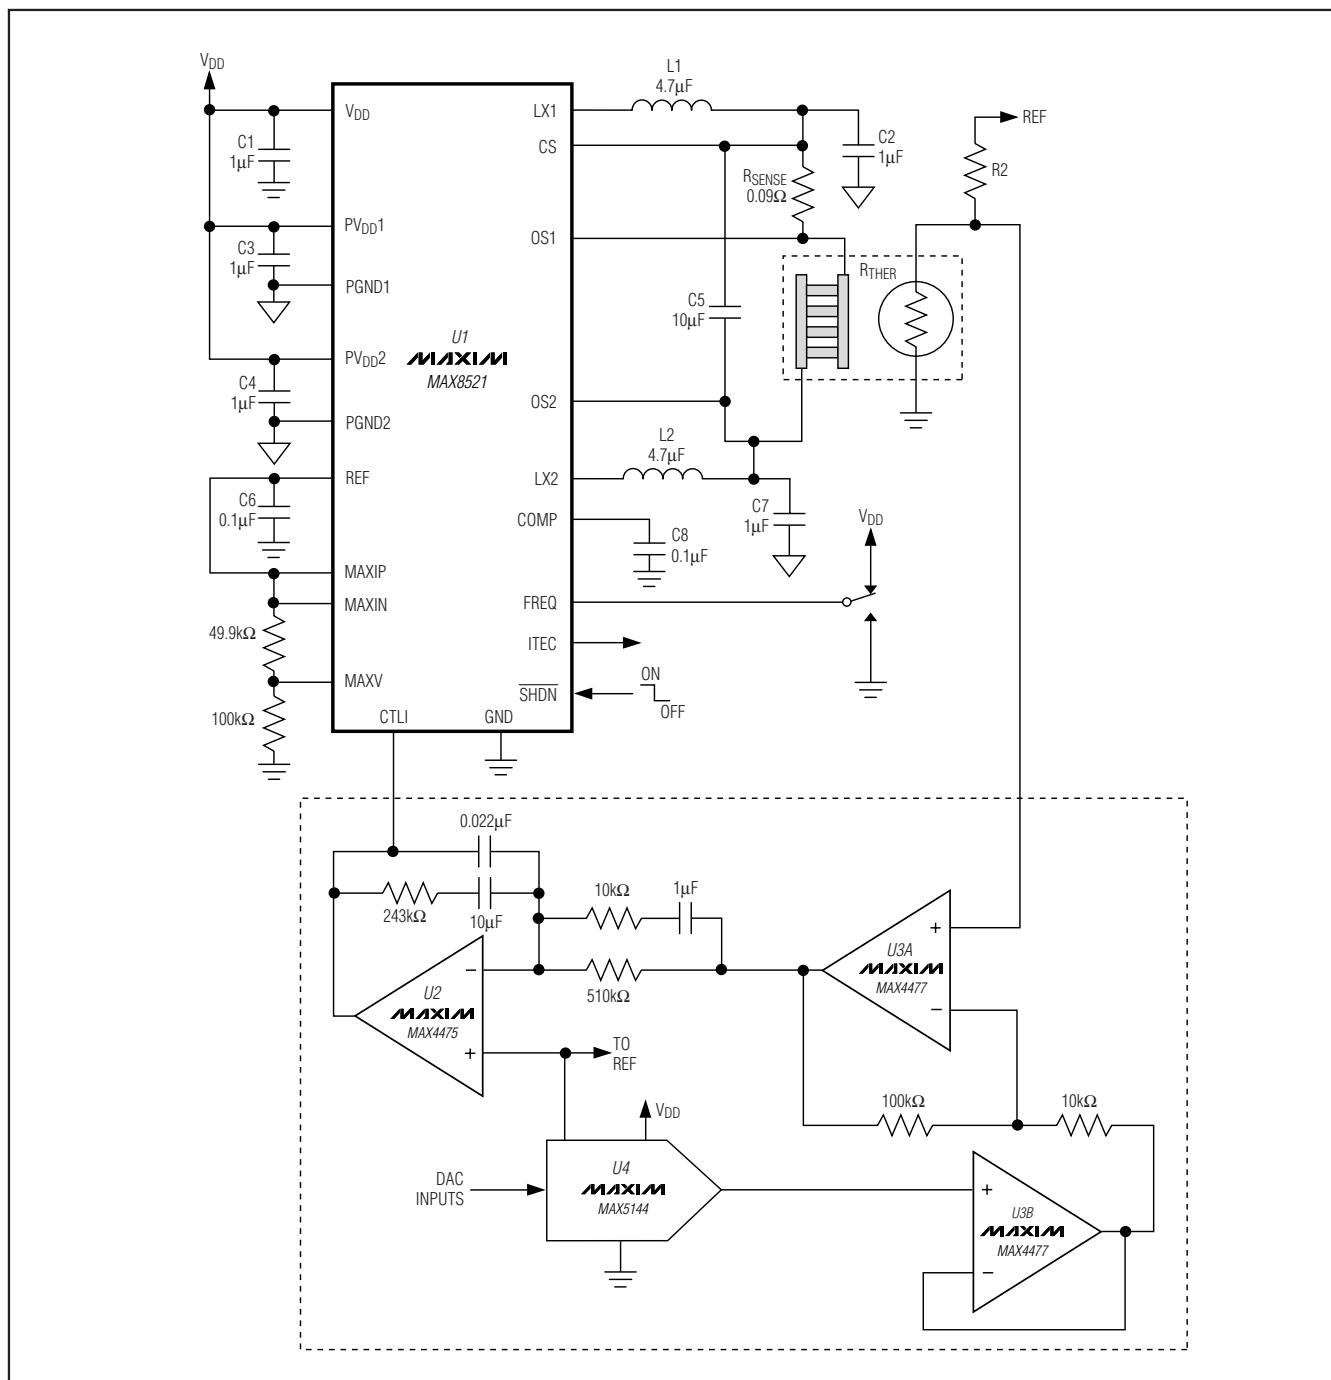 VDD
L1
4.7µF
VDD
LX1
REF
C1
1µF
CS
C2
1µF
R2
RSENSE
0.09Ω
PVDD1
OS1
C3
1µF
RTHER
PGND1
C5
10µF
U1
MAXIM
MAX8521
PVDD2
C4
1µF
OS2
PGND2
L2
4.7µF
REF
LX2
C6
0.1µF
C7
1µF
VDD
COMP
C8
0.1µF
MAXIP
MAXIN
FREQ
49.9kΩ
ITEC
MAXV
SHDN
ON
OFF
100kΩ
CTLI
GND
0.022µF
243kΩ
10µF
10kΩ
1µF
510kΩ
+
U3A
MAXIM
MAX4477
−
−
U2
MAXIM
MAX4475
+
TO
REF
100kΩ
10kΩ
VDD
DAC
INPUTS
U4
MAXIM
MAX5144
+
U3B
MAXIM
MAX4477
−